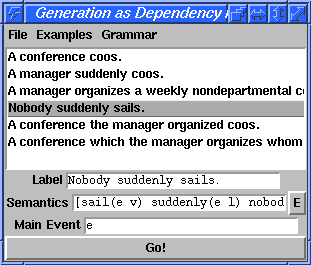 Generation as Dependency
File Examples Grammar
A conference coos.
A manager suddenly coos.
A manager organizes a weekly nondepartmental
Nobody suddenly sails.
A conference the manager organized coos.
A conference which the manager organizes whom
Label Nobody suddenly sails.
Semantics [sail(e v) suddenly(e l) nobod E
Main Event e
Go!